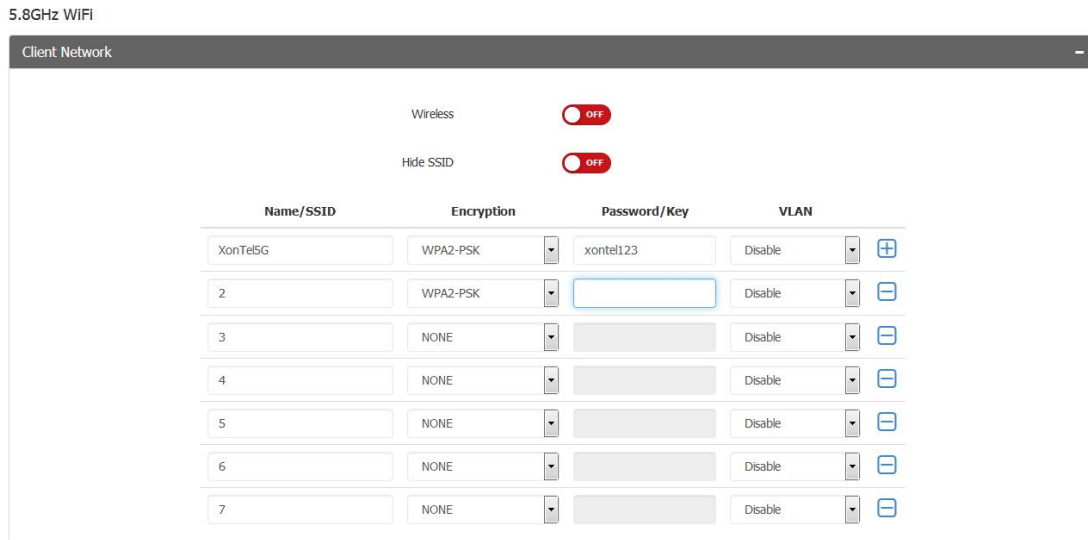 5.8GHz WiFi
Client Network
Wireless OFF
Hide SSID OFF
Name/SSID Encryption Password/Key VLAN
XonTel5G WPA2-PSK xontel123 Disable
2 WPA2-PSK Disable
3 NONE Disable
4 NONE Disable
5 NONE Disable
6 NONE Disable
7 NONE Disable